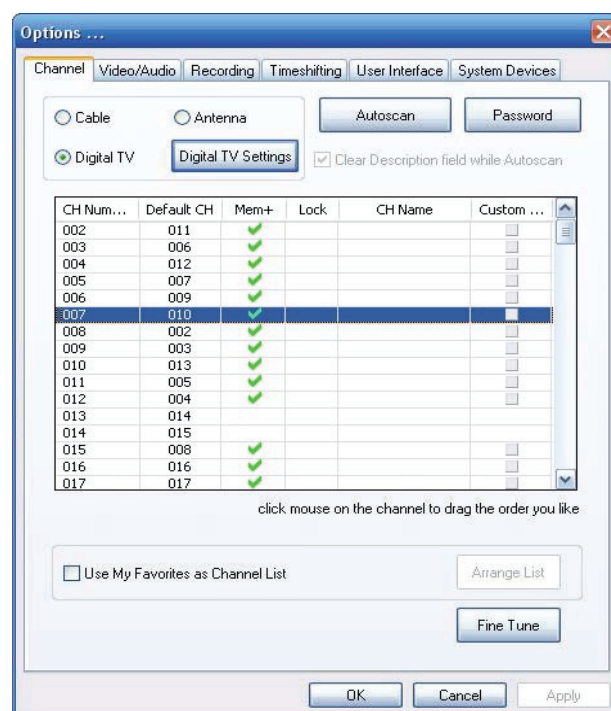 Options ...
Channel Video/Audio Recording Timeshifting User Interface System Devices
Cable Antenna Autoscan Password
Digital TV Digital TV Settings Clear Description field while Autoscan
CH Num... Default CH Mem+ Lock CH Name Custom ...
002 011
003 006
004 012
005 007
006 009
007 010
008 002
009 003
010 013
011 005
012 004
013 014
014 015
015 008
016 016
017 017
click mouse on the channel to drag the order you like
Use My Favorites as Channel List Arrange List
Fine Tune
OK Cancel Apply